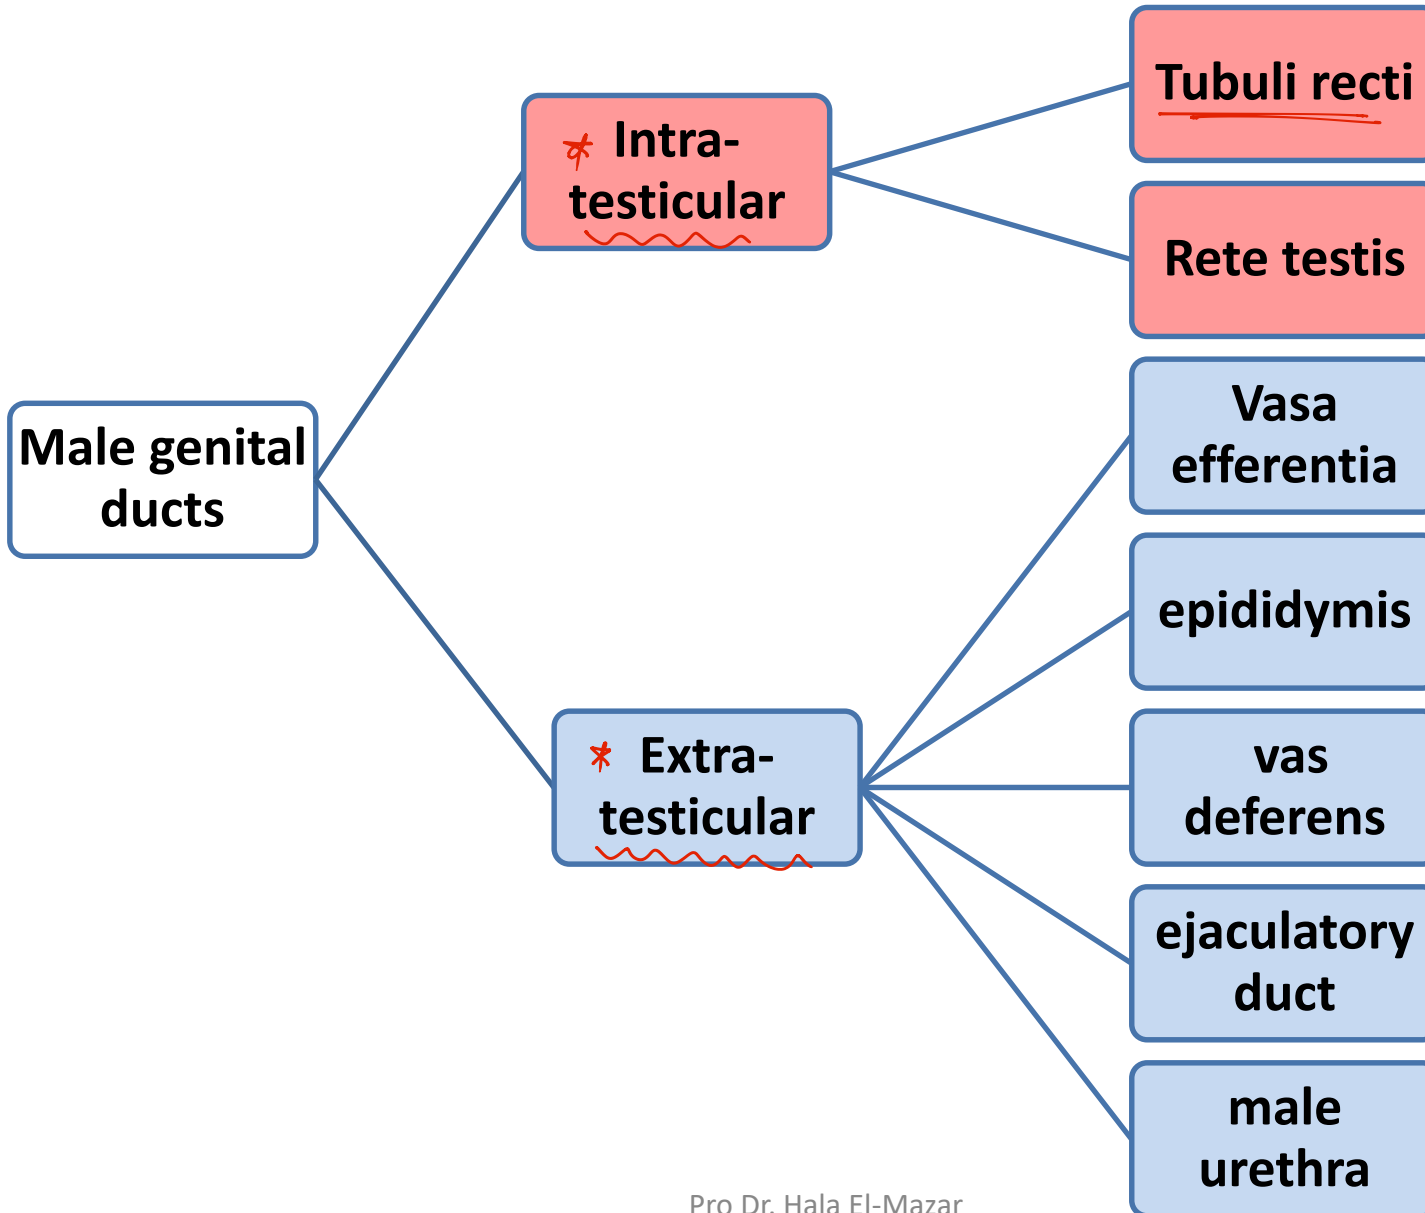 Male genital
ducts
Intra-
testicular
Tubuli recti
Rete testis
Extra-
testicular
Vasa
efferentia
epididymis
vas
deferens
ejaculatory
duct
male
urethra
Pro Dr. Hala El-Mazar